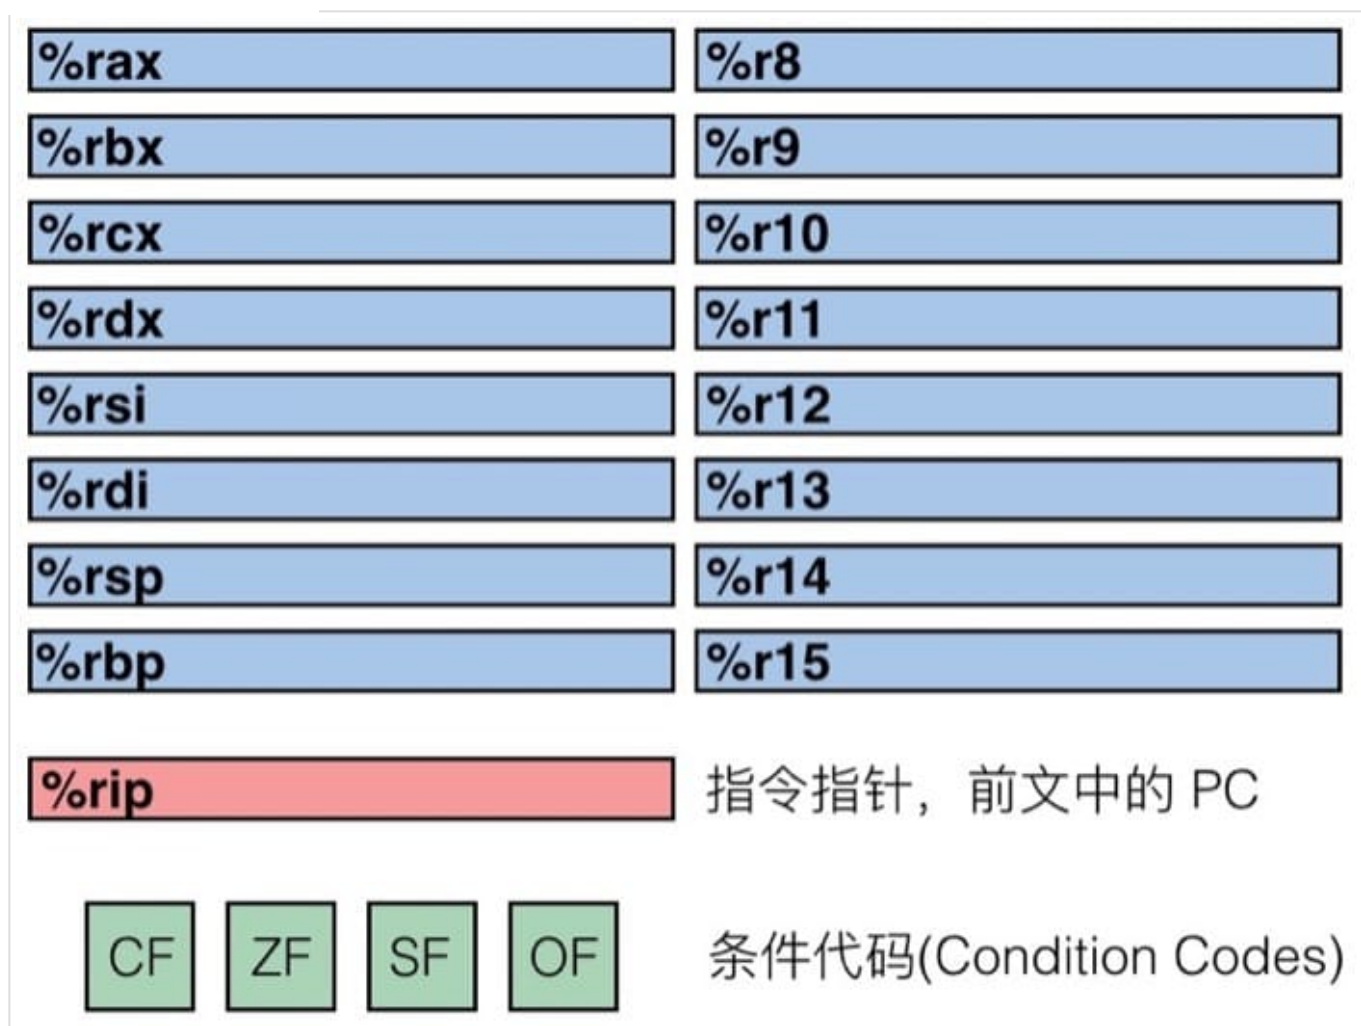 %rax %r8
%rbx %r9
%rcx %r10
%rdx %r11
%rsi %r12
%rdi %r13
%rsp %r14
%rbp %r15
%rip 指令指针，前文中的 PC
CF ZF SF OF 条件代码(Condition Codes)